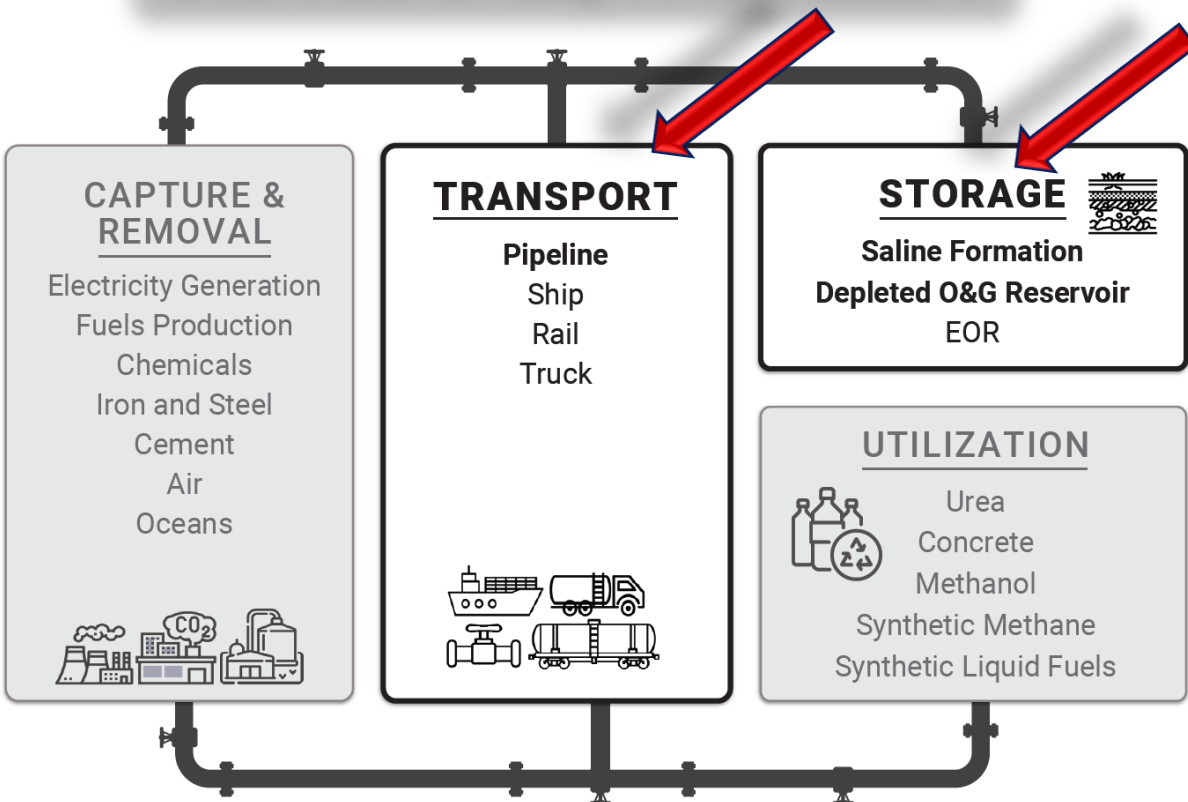 CAPTURE &
REMOVAL
Electricity Generation
Fuels Production
Chemicals
Iron and Steel
Cement
Air
Oceans
CO2
TRANSPORT
Pipeline
Ship
Rail
Truck
STORAGE
Saline Formation
Depleted O&G Reservoir
EOR
UTILIZATION
Urea
Concrete
Methanol
Synthetic Methane
Synthetic Liquid Fuels